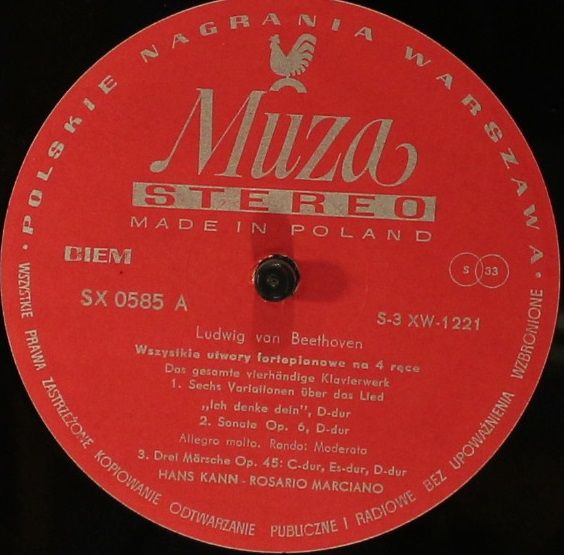 · POLSKIE NAGRANIA WARSZAWA ·
Muza
STEREO
MADE IN POLAND
BIEM
S 33
SX 0585 A
S-3 XW-1221
Ludwig van Beethoven
Wszystkie utwory fortepianowe na 4 ręce
Das gesamte vierhändige Klavierwerk
1. Sechs Variationen über das Lied
„Ich denke dein", D-dur
2. Sonate Op. 6, D-dur
Allegro molto. Rondo: Moderato
3. Drei Märsche Op. 45: C-dur, Es-dur, D-dur
HANS KANN - ROSARIO MARCIANO
WSZYSTKIE PRAWA ZASTRZEŻONE KOPIOWANIE ODTWARZANIE PUBLICZNE I RADIOWE BEZ UPOWAŻNIENIA WZBRONIONE